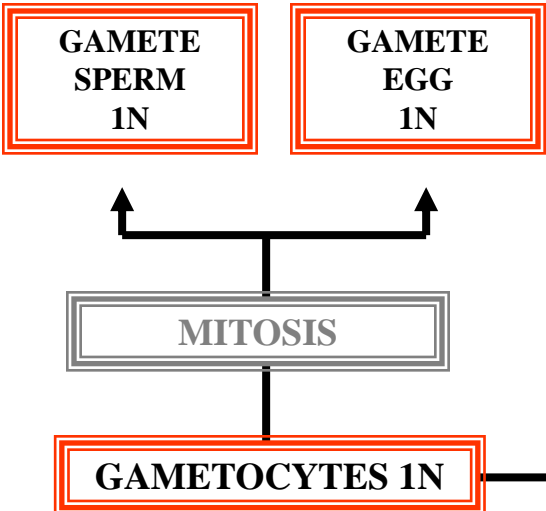 GAMETE
SPERM
1N
GAMETE
EGG
1N
MITOSIS
GAMETOCYTES 1N